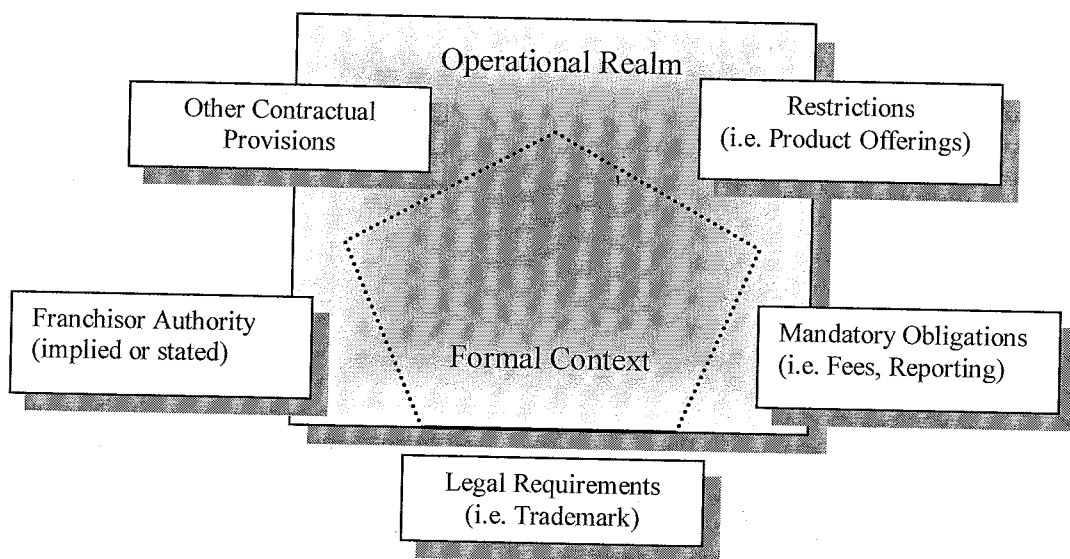 Operational Realm
Other Contractual
Provisions
Restrictions
(i.e. Product Offerings)
Franchisor Authority
(implied or stated)
Formal Context
Mandatory Obligations
(i.e. Fees, Reporting)
Legal Requirements
(i.e. Trademark)